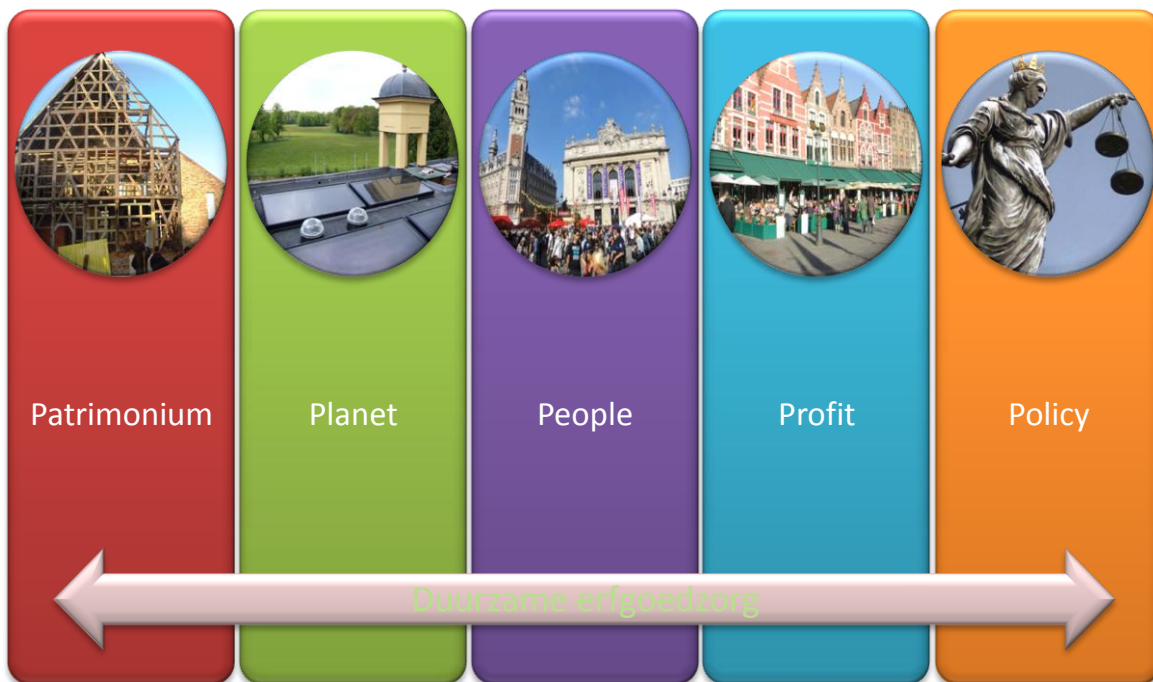 Patrimonium
Planet
People
Profit
Policy
Duurzame erfgoedzorg